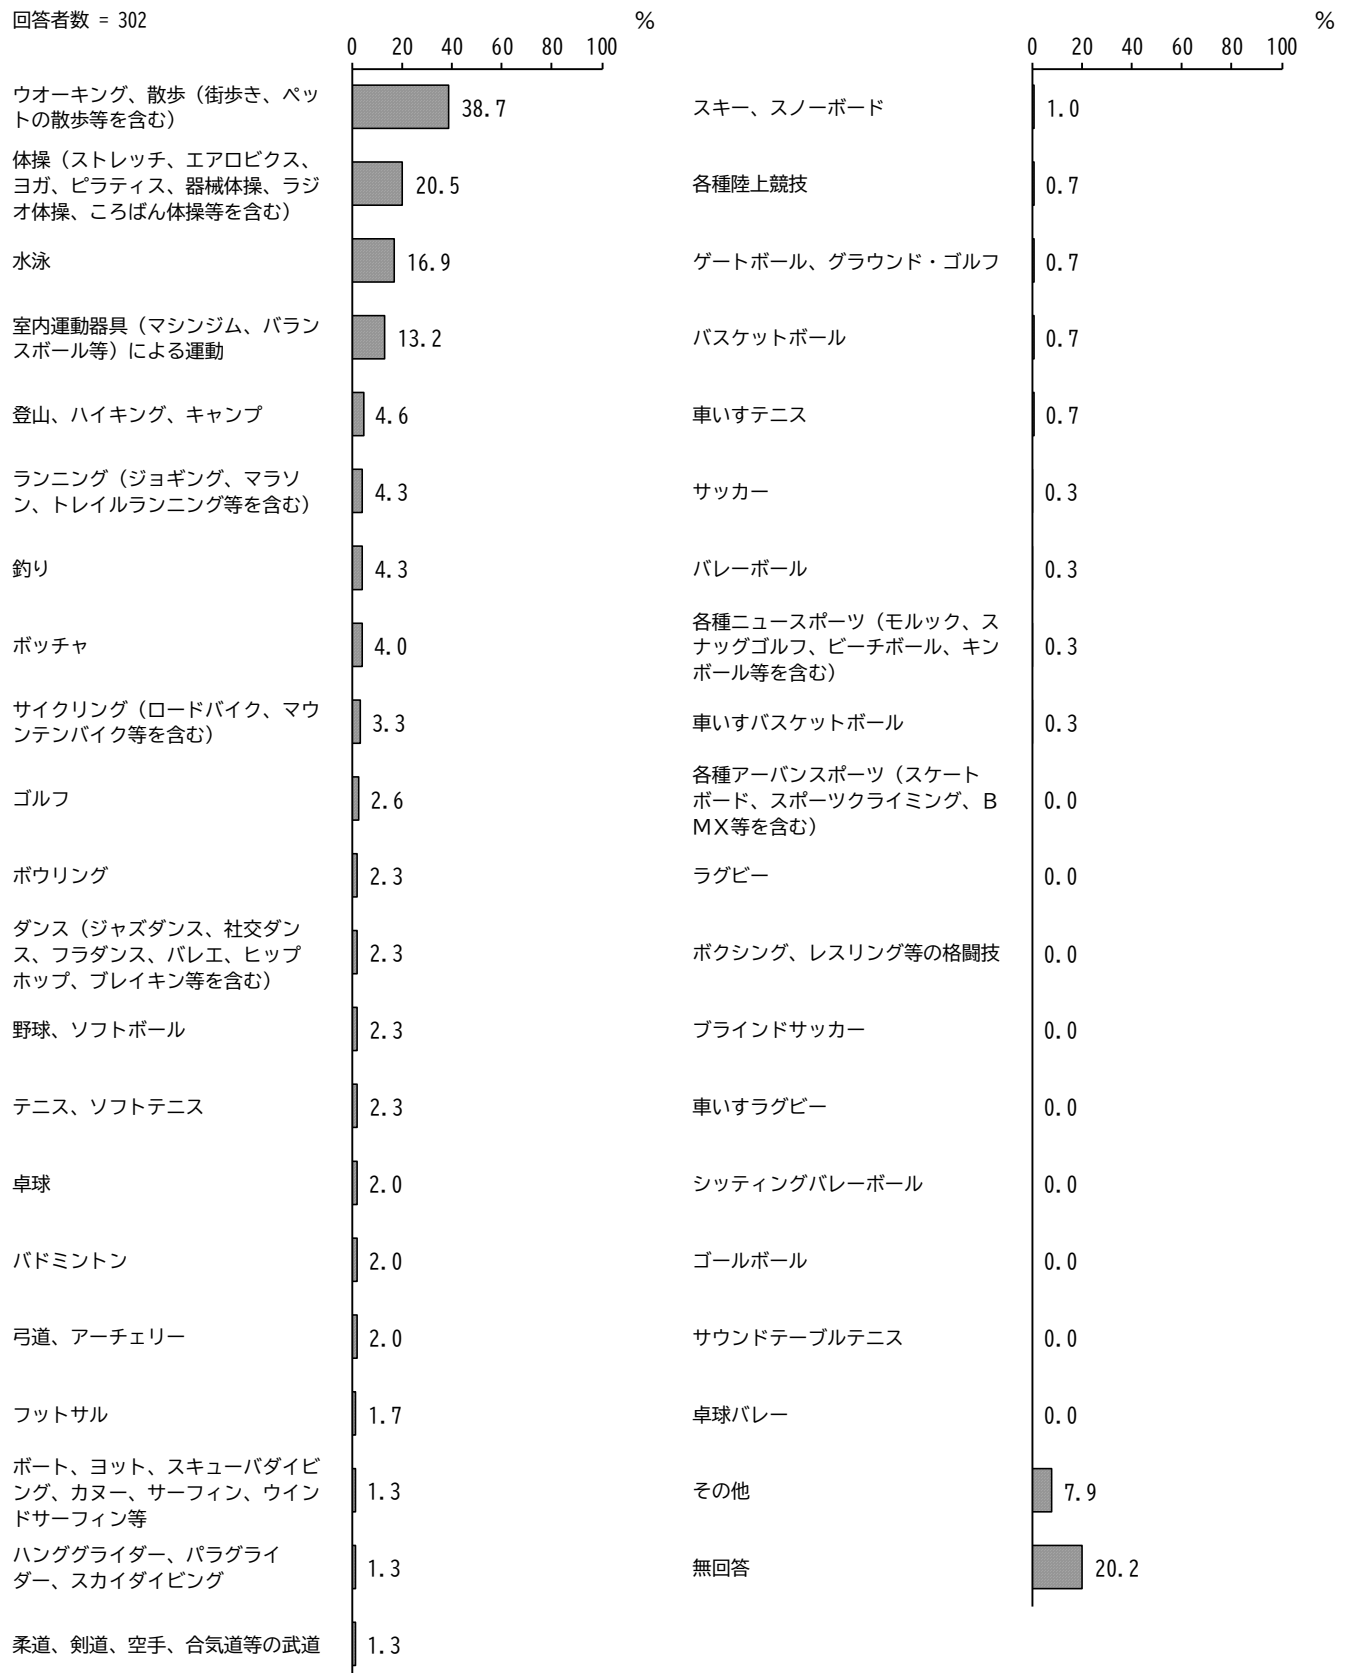 回答者数 = 302
%
0 20 40 60 80 100
ウオーキング、散歩（街歩き、ペッ
トの散歩等を含む）
38.7
体操（ストレッチ、エアロビクス、
ヨガ、ピラティス、器械体操、ラジ
オ体操、ころばん体操等を含む）
20.5
水泳
16.9
室内運動器具（マシンジム、バラン
スボール等）による運動
13.2
登山、ハイキング、キャンプ
4.6
ランニング（ジョギング、マラソ
ン、トレイルランニング等を含む）
4.3
釣り
4.3
ボッチャ
4.0
サイクリング（ロードバイク、マウ
ンテンバイク等を含む）
3.3
ゴルフ
2.6
ボウリング
2.3
ダンス（ジャズダンス、社交ダン
ス、フラダンス、バレエ、ヒップ
ホップ、ブレイキン等を含む）
2.3
野球、ソフトボール
2.3
テニス、ソフトテニス
2.3
卓球
2.0
バドミントン
2.0
弓道、アーチェリー
2.0
フットサル
1.7
ボート、ヨット、スキューバダイビ
ング、カヌー、サーフィン、ウイン
ドサーフィン等
1.3
ハンググライダー、パラグライ
ダー、スカイダイビング
1.3
柔道、剣道、空手、合気道等の武道
1.3
%
0 20 40 60 80 100
スキー、スノーボード
1.0
各種陸上競技
0.7
ゲートボール、グラウンド・ゴルフ
0.7
バスケットボール
0.7
車いすテニス
0.7
サッカー
0.3
バレーボール
0.3
各種ニュースポーツ（モルック、ス
ナッグゴルフ、ビーチボール、キン
ボール等を含む）
0.3
車いすバスケットボール
0.3
各種アーバンスポーツ（スケート
ボード、スポーツクライミング、Ｂ
ＭＸ等を含む）
0.0
ラグビー
0.0
ボクシング、レスリング等の格闘技
0.0
ブラインドサッカー
0.0
車いすラグビー
0.0
シッティングバレーボール
0.0
ゴールボール
0.0
サウンドテーブルテニス
0.0
卓球バレー
0.0
その他
7.9
無回答
20.2